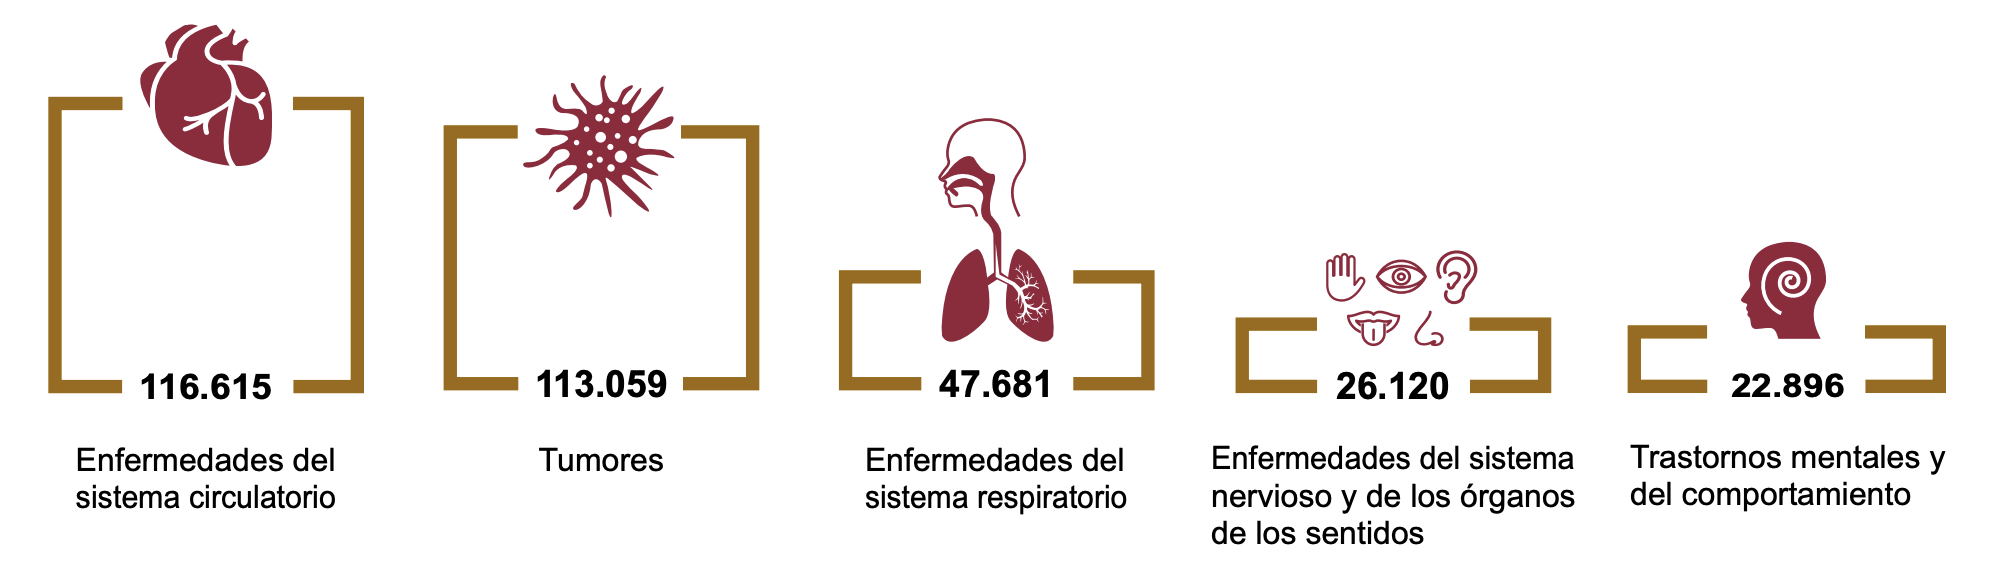 116.615
Enfermedades del
sistema circulatorio
113.059
Tumores
47.681
Enfermedades del
sistema respiratorio
26.120
Enfermedades del sistema
nervioso y de los órganos
de los sentidos
22.896
Trastornos mentales y
del comportamiento